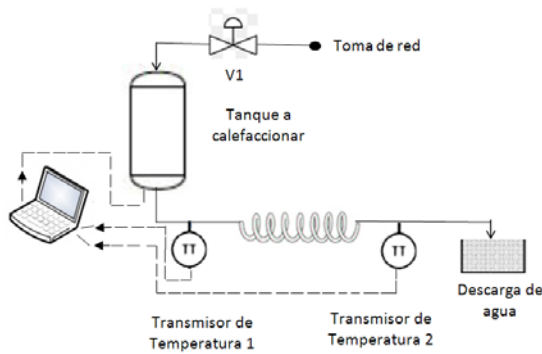 Toma de red
V1
Tanque a
calefaccionar
TT
TT
Descarga de
agua
Transmisor de
Temperatura 1
Transmisor de
Temperatura 2